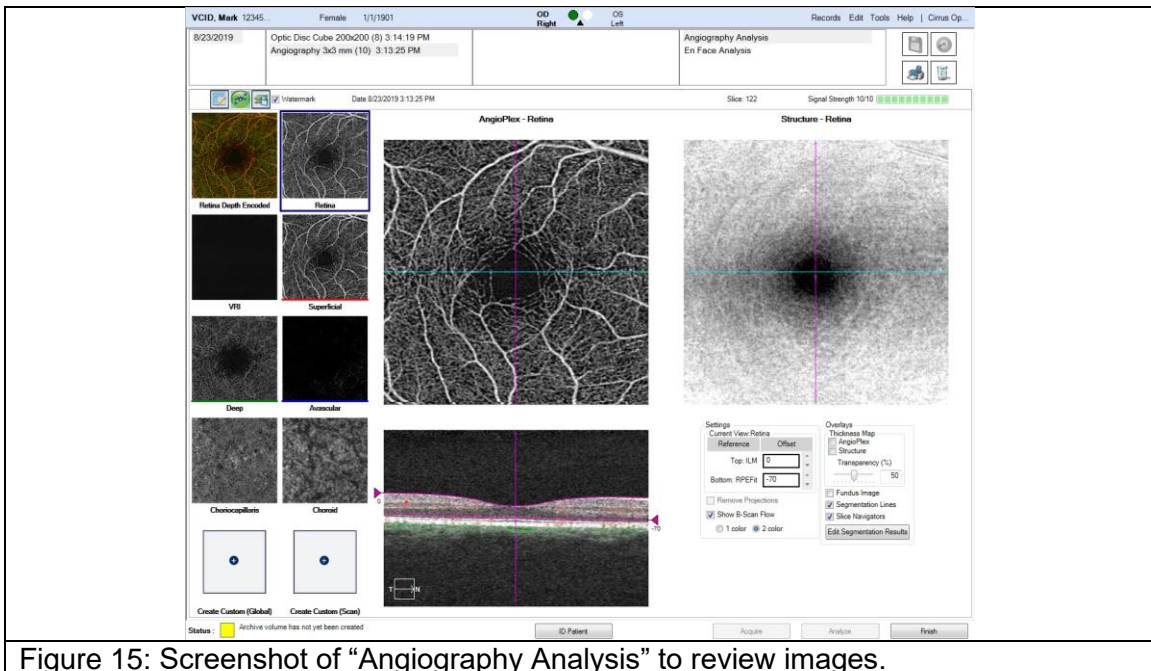 VCID, Mark 12345... Female 1/1/1901 OD Right OS Left Records Edit Tools Help | Cirrus Op...
8/23/2019 Optic Disc Cube 200x200 (8) 3:14:19 PM Angiography Analysis
Angiography 3x3 mm (10) 3:13:25 PM En Face Analysis
Watermark Date 8/23/2019 3:13:25 PM Slice: 122 Signal Strength 10/10
AngioPlex - Retina Structure - Retina
Retina Depth Encoded Retina
VRI Superficial
Deep Avascular
Choriocapillaris Choroid
Create Custom (Global) Create Custom (Scan)
0
-70
T N
Settings
Current View Retina
Reference Offset
Top: ILM 0
Bottom: RPEFit -70
Remove Projections
Show B-Scan Flow
1 color 2 color
Overlays
Thickness Map
AngioPlex
Structure
Transparency (%)
50
Fundus Image
Segmentation Lines
Slice Navigators
Edit Segmentation Results
Status : Archive volume has not yet been created ID Patient Acquire Analyze Finish
Figure 15: Screenshot of “Angiography Analysis” to review images.